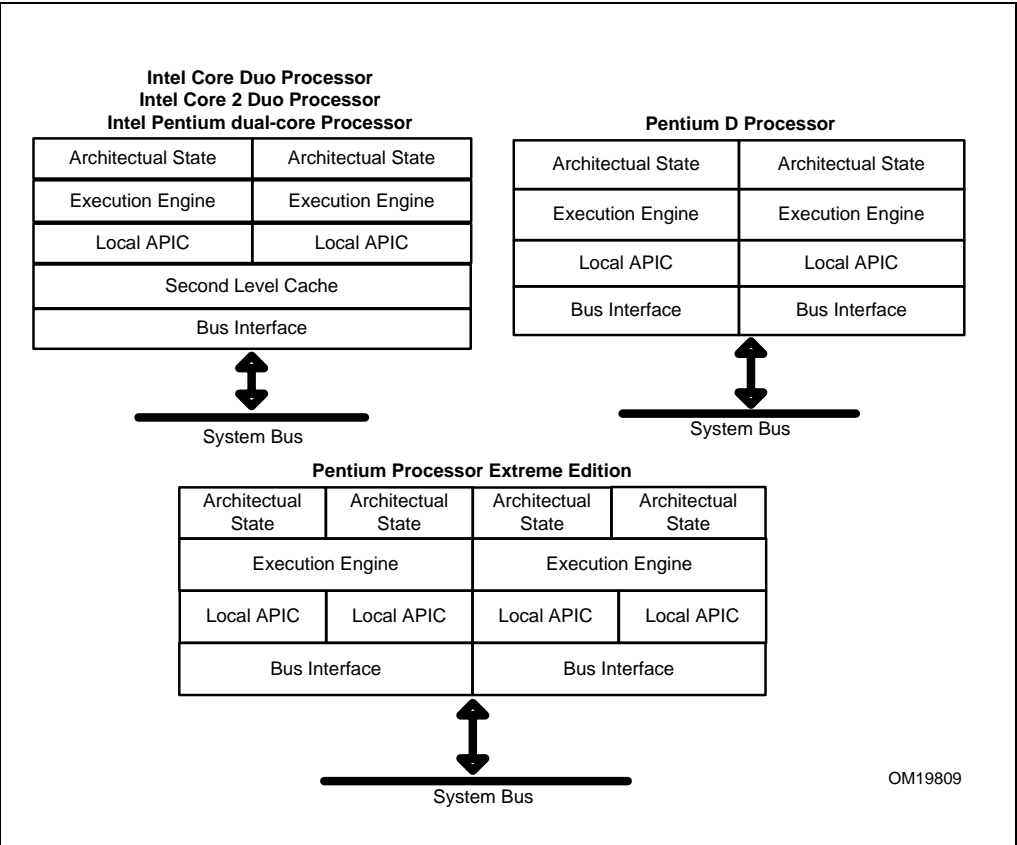 Intel Core Duo Processor
Intel Core 2 Duo Processor
Intel Pentium dual-core Processor
Architectual State Architectual State
Execution Engine Execution Engine
Local APIC Local APIC
Second Level Cache
Bus Interface
System Bus
Pentium D Processor
Architectual State Architectual State
Execution Engine Execution Engine
Local APIC Local APIC
Bus Interface Bus Interface
System Bus
Pentium Processor Extreme Edition
Architectual Architectual Architectual Architectual
State State State State
Execution Engine Execution Engine
Local APIC Local APIC Local APIC Local APIC
Bus Interface Bus Interface
System Bus
OM19809